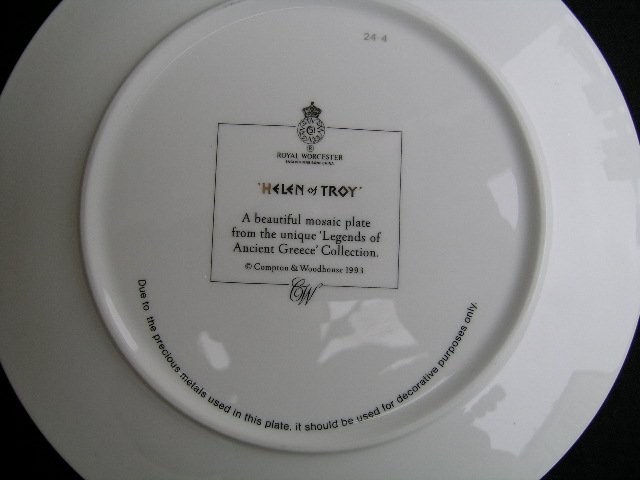 24-4
®
ROYAL WORCESTER
'HELEN of TROY'
A beautiful mosaic plate
from the unique 'Legends of
Ancient Greece' Collection.
© Compton & Woodhouse 1993
CW
Due to the precious metals used in this plate, it should be used for decorative purposes only.